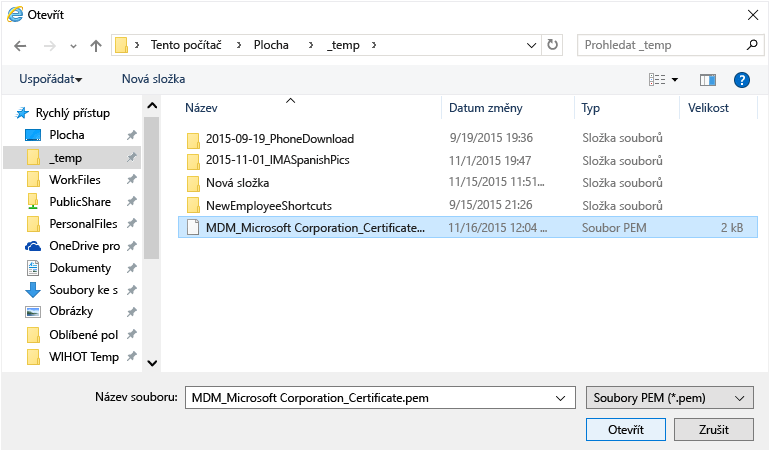 Otevřít
Tento počítač Plocha _temp
Prohledat _temp
Uspořádat Nová složka
Název Datum změny Typ Velikost
Rychlý přístup
Plocha
_temp
WorkFiles
PublicShare
PersonalFiles
OneDrive pro
Dokumenty
Soubory ke s
Obrázky
Oblíbené pol
WIHOT Temp
2015-09-19_PhoneDownload 9/19/2015 19:36 Složka souborů
2015-11-01_IMASpanishPics 11/1/2015 19:47 Složka souborů
Nová složka 11/15/2015 11:51... Složka souborů
NewEmployeeShortcuts 9/15/2015 21:26 Složka souborů
MDM_Microsoft Corporation_Certificate... 11/16/2015 12:04 ... Soubor PEM 2 kB
Název souboru: MDM_Microsoft Corporation_Certificate.pem Soubory PEM (*.pem)
Otevřít Zrušit